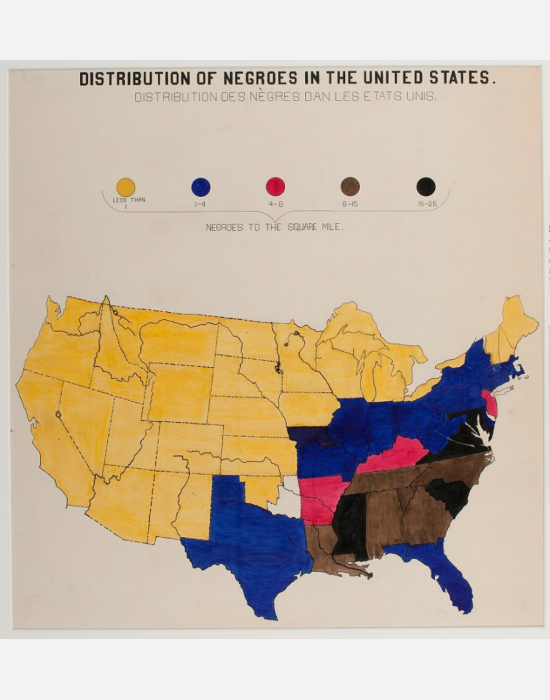 DISTRIBUTION OF NEGROES IN THE UNITED STATES.
DISTRIBUTION DES NÈGRES DAN LES ETATS UNIS.
LESS THAN
1
1-4
4-8
8-15
15-25
NEGROES TO THE SQUARE MILE.